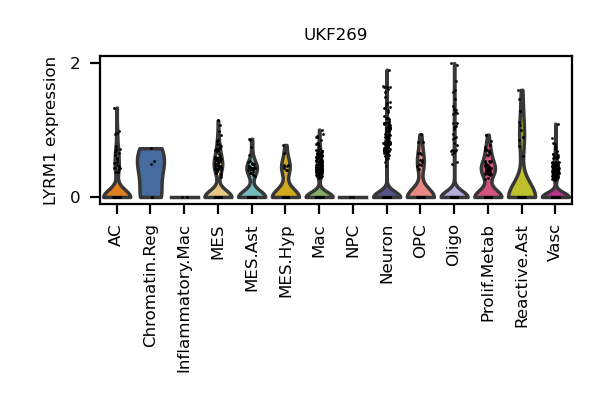 UKF269
LYRM1 expression
2
0
AC
Chromatin.Reg
Inflammatory.Mac
MES
MES.Ast
MES.Hyp
Mac
NPC
Neuron
OPC
Oligo
Prolif.Metab
Reactive.Ast
Vasc